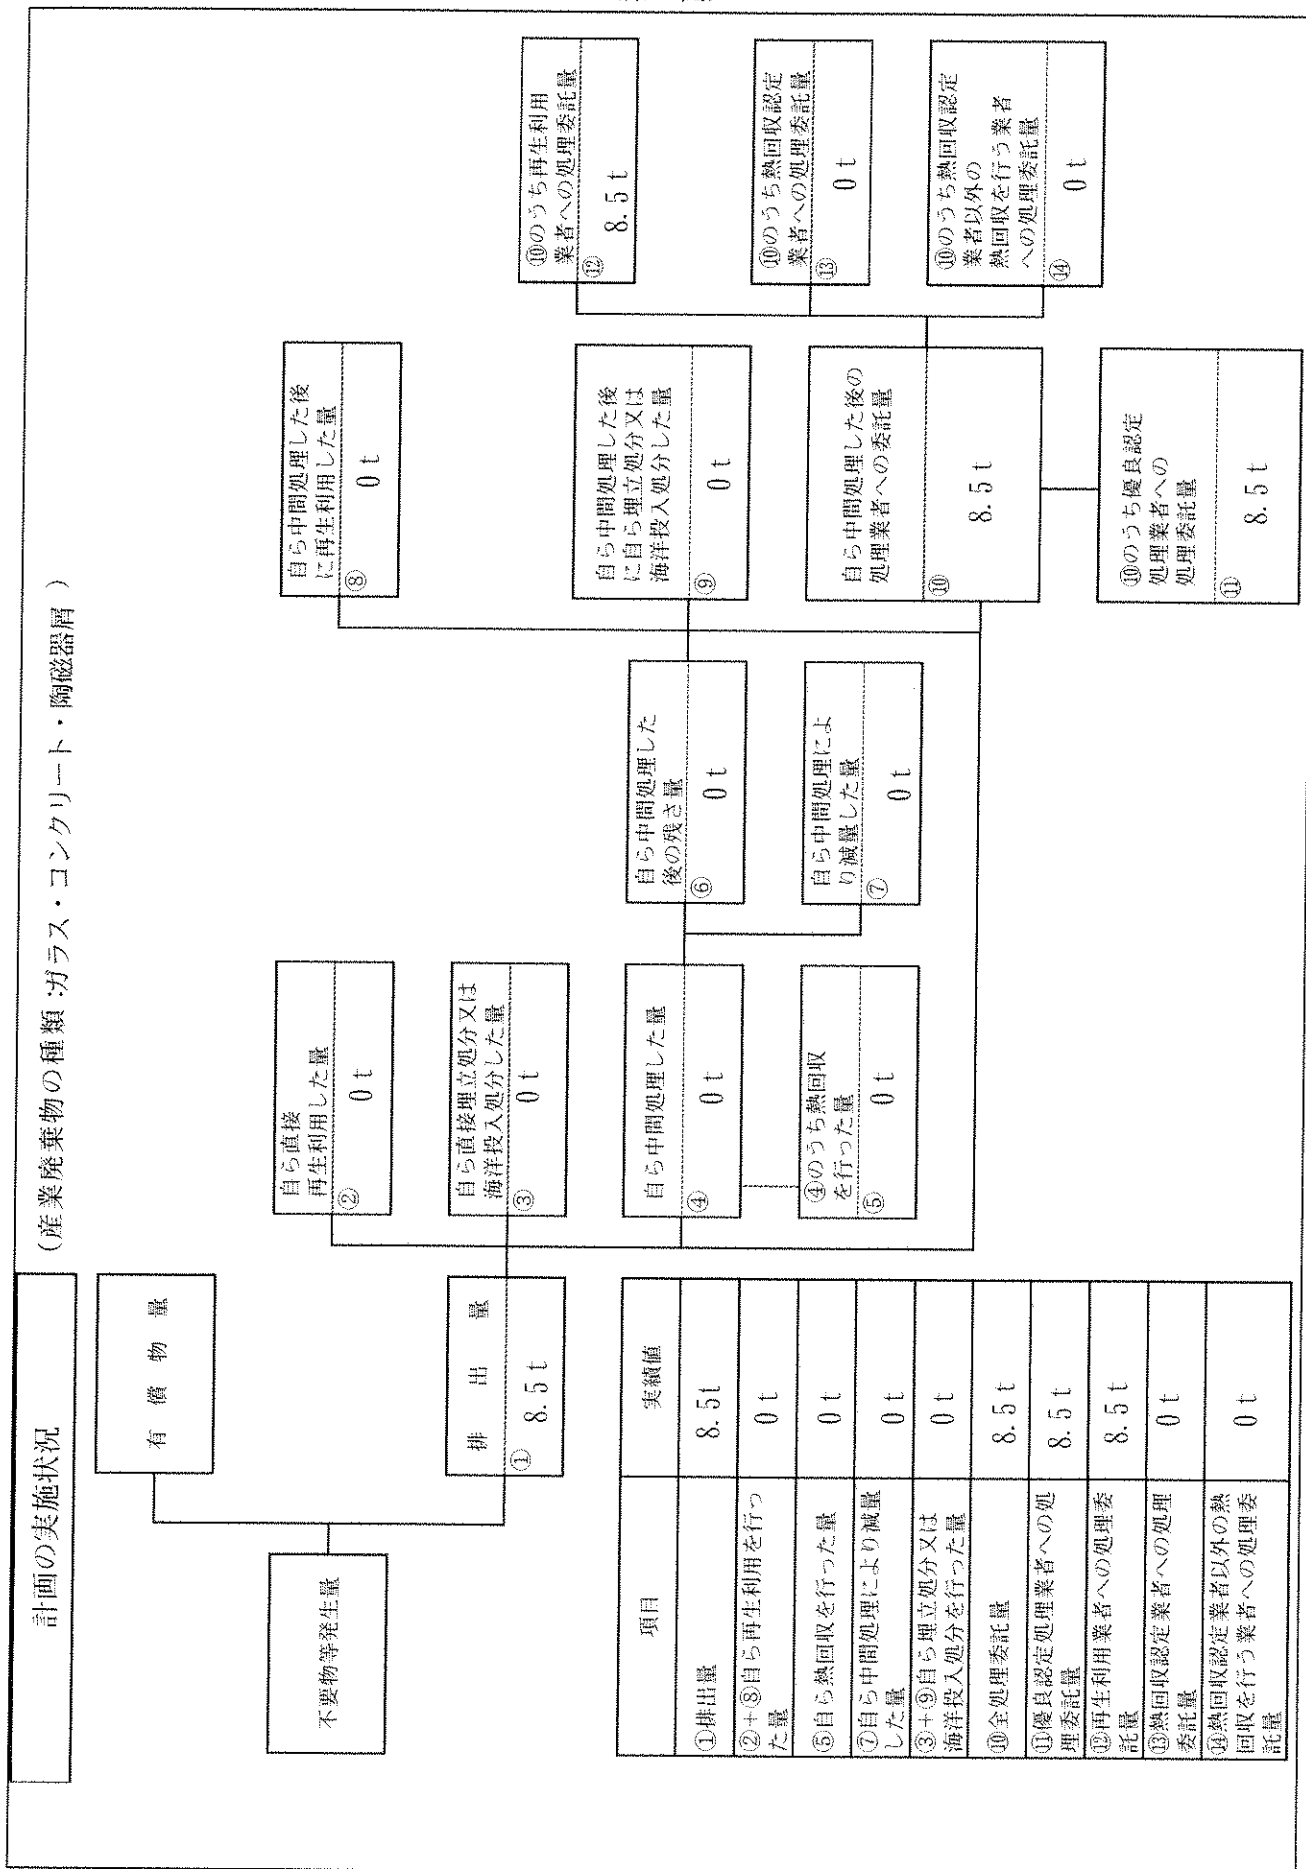 計画の実施状況
(産業廃棄物の種類:ガラス・コンクリート・陶磁器屑 )
不要物等発生量
有 償 物 量
排 出 量
① 8.5 t
自ら直接
再生利用した量
② 0 t
自ら直接埋立処分又は
海洋投入処分した量
③ 0 t
自ら中間処理した量
④ 0 t
④のうち熱回収
を行った量
⑤ 0 t
自ら中間処理した
後の残さ量
⑥ 0 t
自ら中間処理によ
り減量した量
⑦ 0 t
自ら中間処理した後
に再生利用した量
⑧ 0 t
自ら中間処理した後
に自ら埋立処分又は
海洋投入処分した量
⑨ 0 t
自ら中間処理した後の
処理業者への委託量
⑩ 8.5 t
⑩のうち優良認定
処理業者への
処理委託量
⑪ 8.5 t
⑩のうち再生利用
業者への処理委託量
⑫ 8.5 t
⑩のうち熱回収認定
業者への処理委託量
⑬ 0 t
⑩のうち熱回収認定
業者以外の
熱回収を行う業者
への処理委託量
⑭ 0 t
項目 実績値
①排出量 8.5t
②+⑧自ら再生利用を行っ
た量 0 t
⑤自ら熱回収を行った量 0 t
⑦自ら中間処理により減量
した量 0 t
③+⑨自ら埋立処分又は
海洋投入処分を行った量 0 t
⑩全処理委託量 8.5 t
⑪優良認定処理業者への処
理委託量 8.5 t
⑫再生利用業者への処理委
託量 8.5 t
⑬熱回収認定業者への処理
委託量 0 t
⑭熱回収認定業者以外の熱
回収を行う業者への処理委
託量 0 t